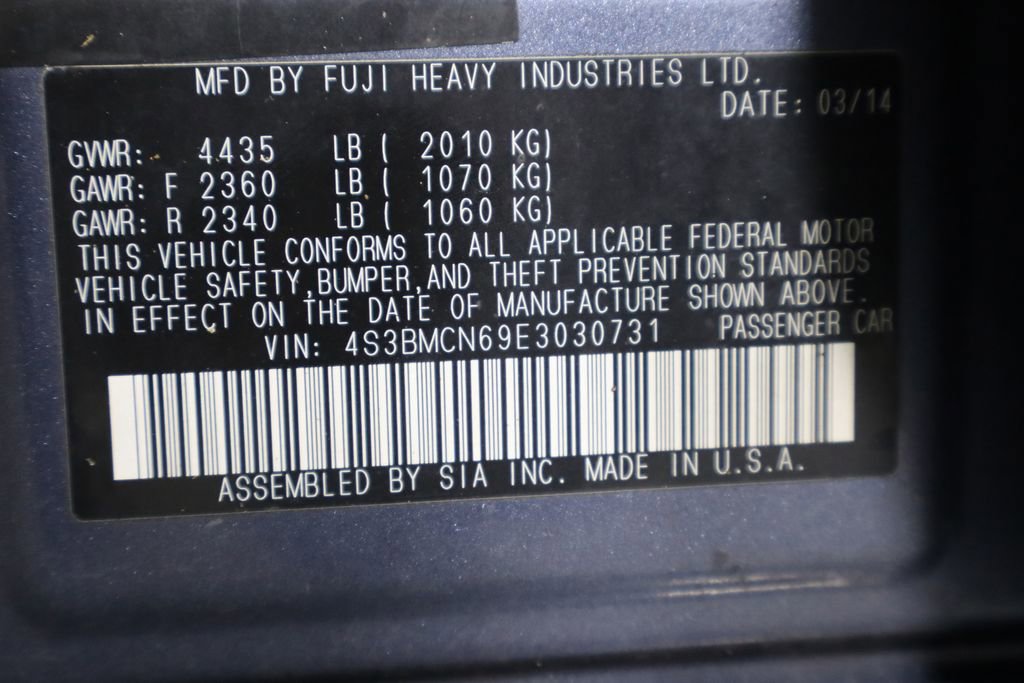 MFD BY FUJI HEAVY INDUSTRIES LTD.
DATE: 03/14
GVWR: 4435 LB ( 2010 KG)
GAWR: F 2360 LB ( 1070 KG)
GAWR: R 2340 LB ( 1060 KG)
THIS VEHICLE CONFORMS TO ALL APPLICABLE FEDERAL MOTOR
VEHICLE SAFETY,BUMPER,AND THEFT PREVENTION STANDARDS
IN EFFECT ON THE DATE OF MANUFACTURE SHOWN ABOVE.
VIN: 4S3BMCN69E3030731 PASSENGER CAR
ASSEMBLED BY SIA INC. MADE IN U.S.A.